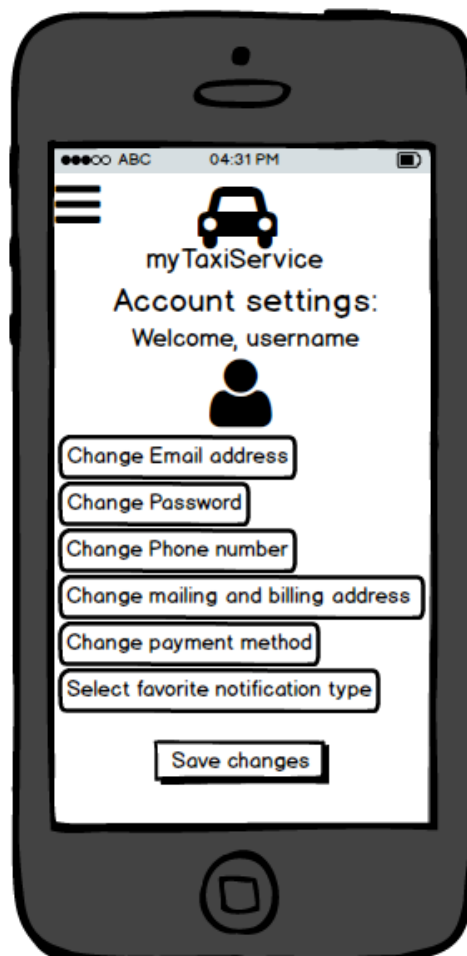 ABC 04:31 PM
myTaxiService
Account settings:
Welcome, username
Change Email address
Change Password
Change Phone number
Change mailing and billing address
Change payment method
Select favorite notification type
Save changes